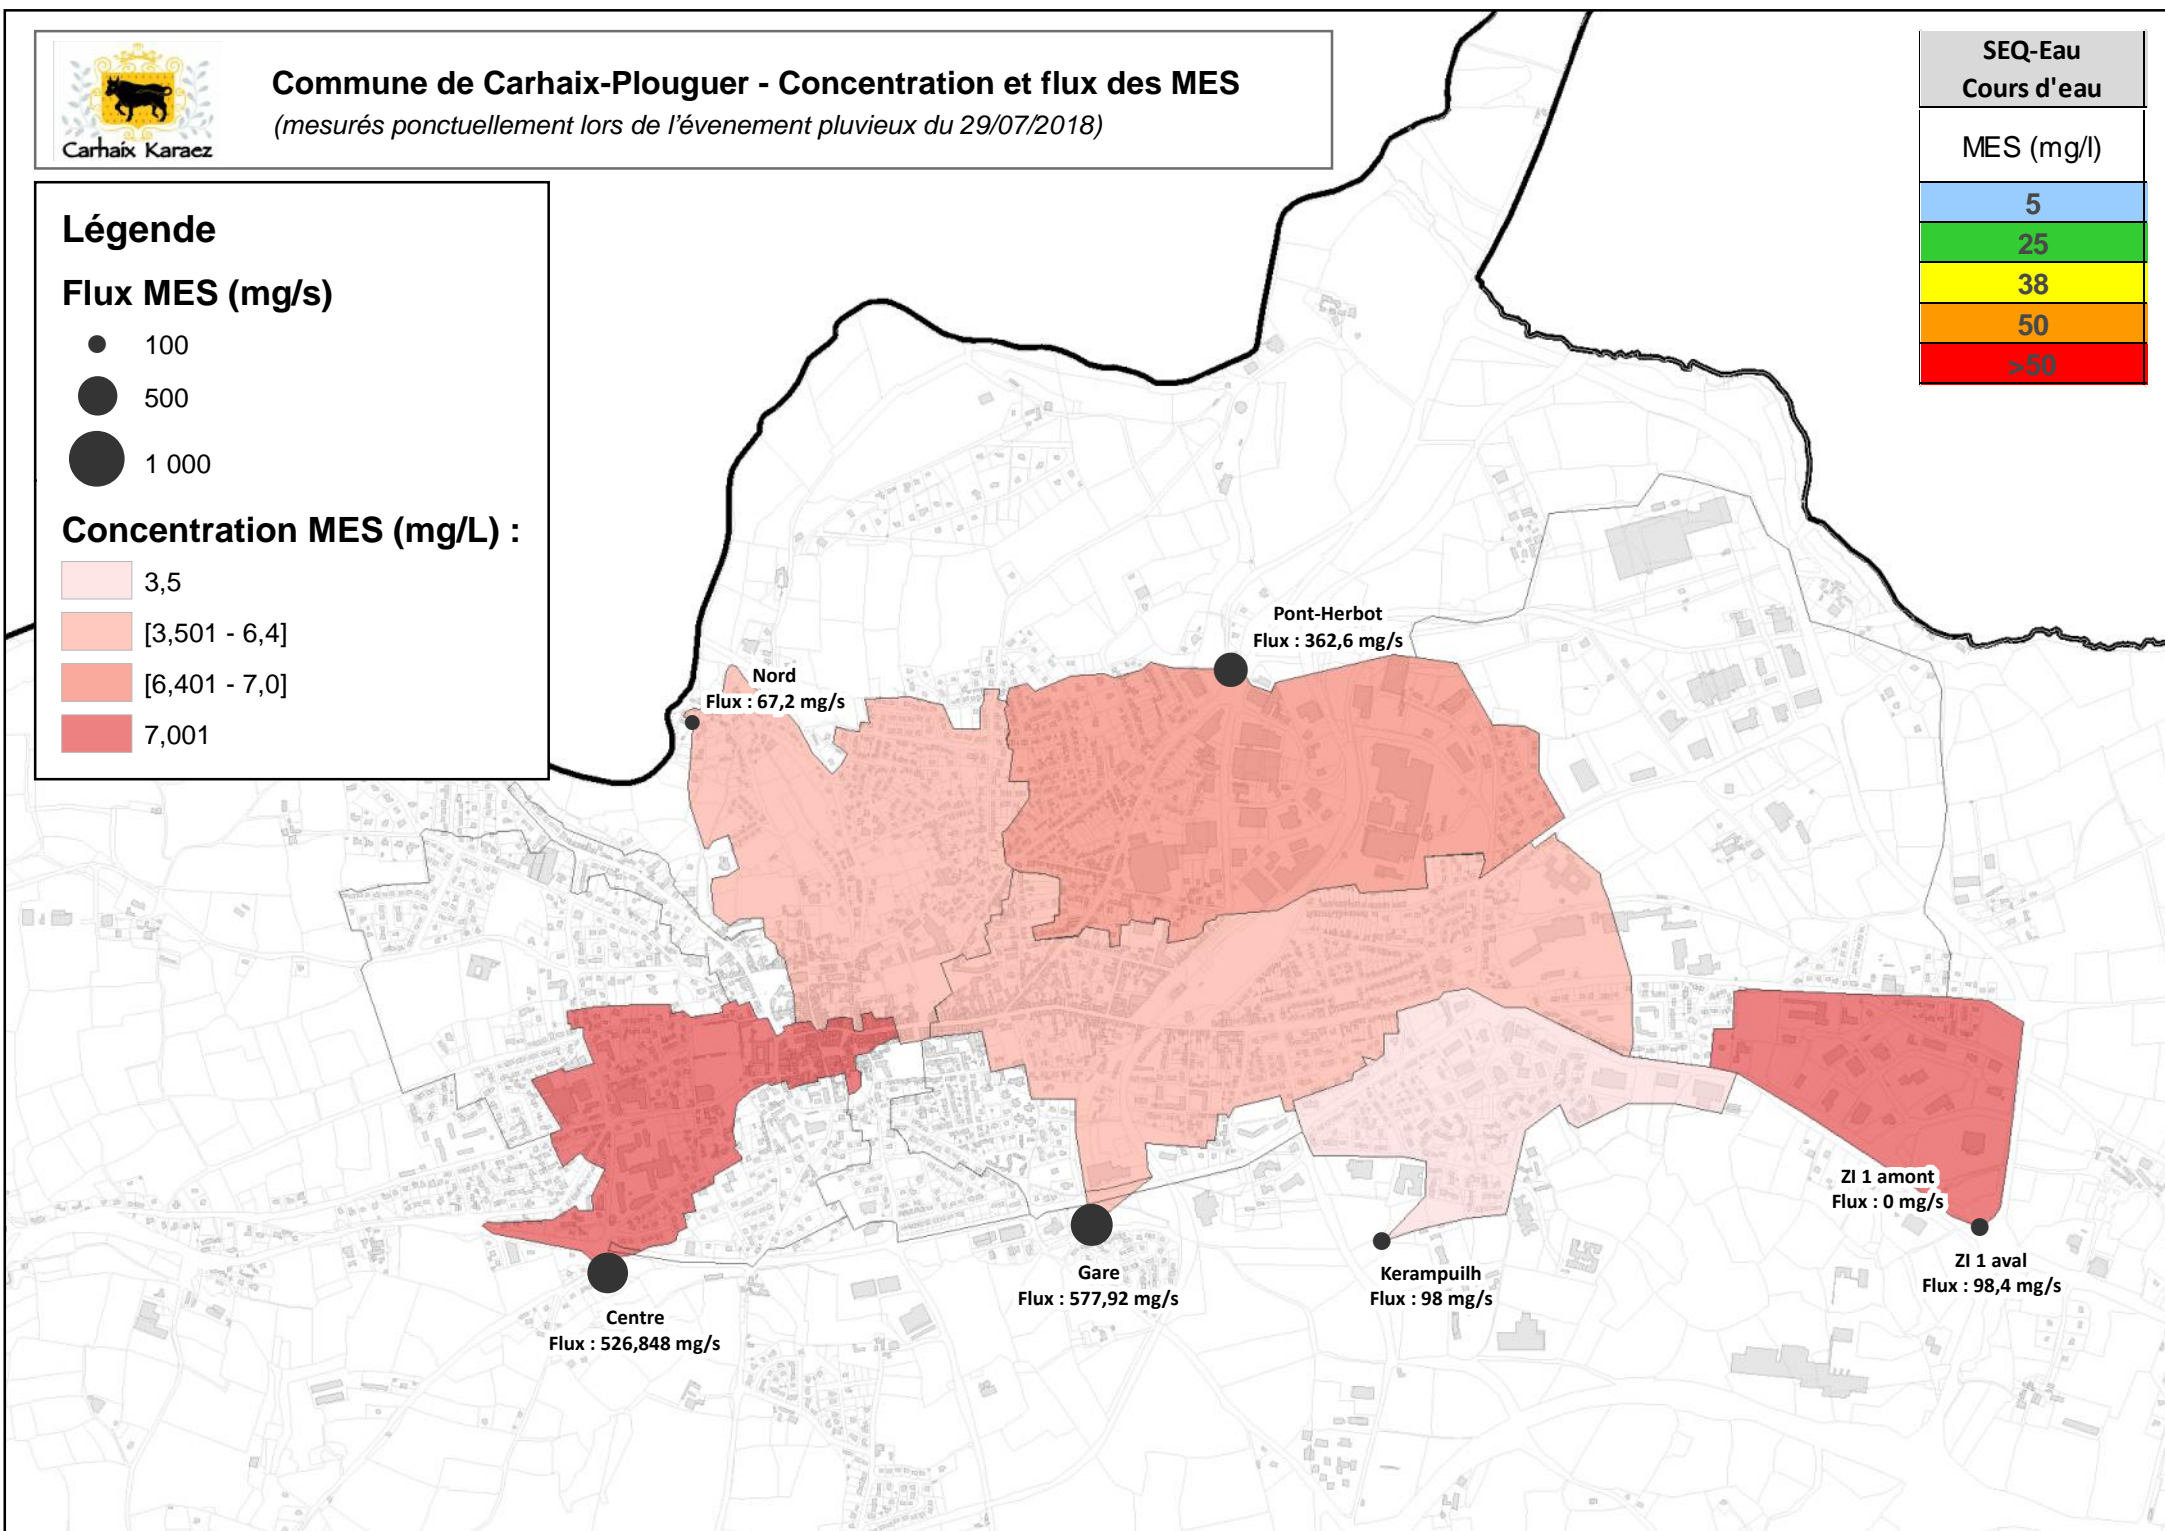 Carhaix Karaez
Commune de Carhaix-Plouguer - Concentration et flux des MES
(mesurés ponctuellement lors de l'évenement pluvieux du 29/07/2018)
SEQ-Eau
Cours d'eau
MES (mg/l)
5
25
38
50
>50
Légende
Flux MES (mg/s)
100
500
1 000
Concentration MES (mg/L) :
3,5
[3,501 - 6,4]
[6,401 - 7,0]
7,001
Pont-Herbot
Flux : 362,6 mg/s
Nord
Flux : 67,2 mg/s
ZI 1 amont
Flux : 0 mg/s
ZI 1 aval
Flux : 98,4 mg/s
Kerampuilh
Flux : 98 mg/s
Gare
Flux : 577,92 mg/s
Centre
Flux : 526,848 mg/s